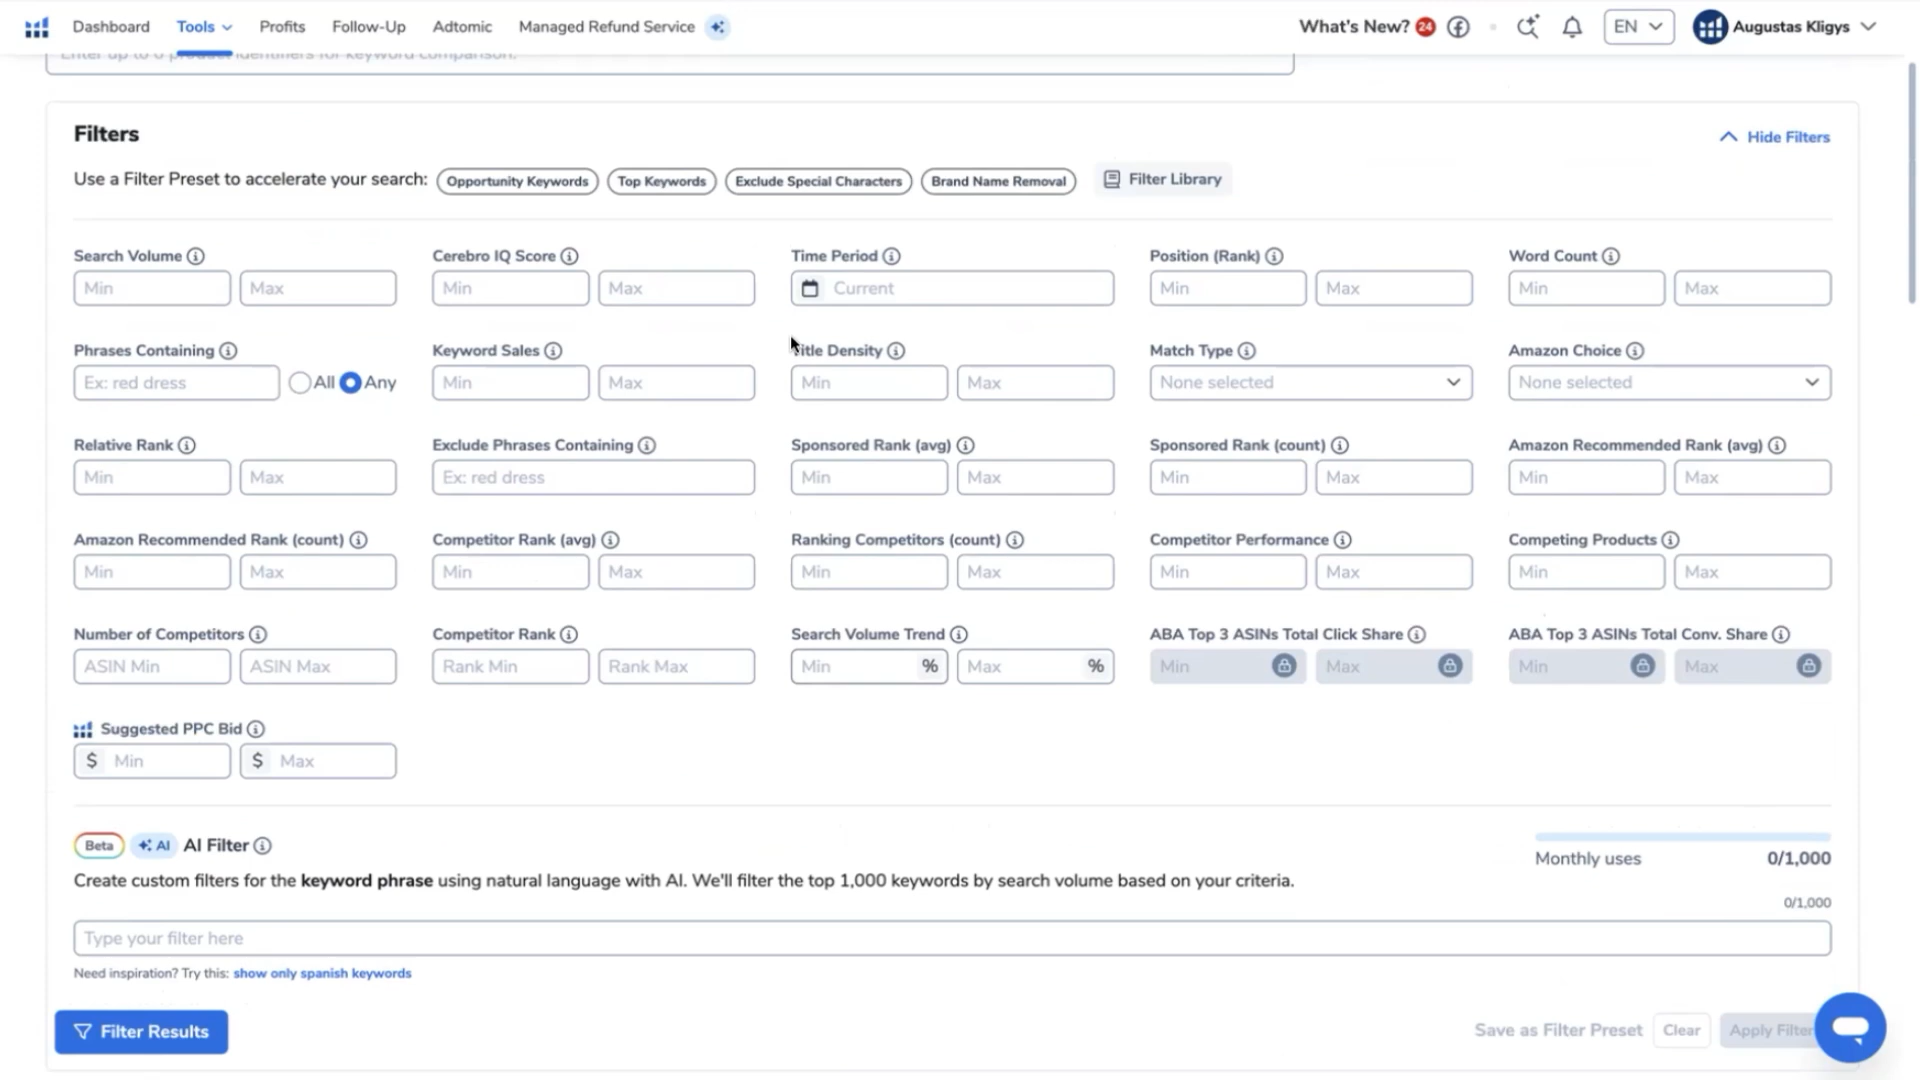 Dashboard Tools Profits Follow-Up Adtomic Managed Refund Service What's New? 24 EN Augustas Kligys
Enter up to 6 product identifiers for keyword comparison.
Filters Hide Filters
Use a Filter Preset to accelerate your search: Opportunity Keywords Top Keywords Exclude Special Characters Brand Name Removal Filter Library
Search Volume Cerebro IQ Score Time Period Position (Rank) Word Count
Min Max Min Max Current Min Max Min Max
Phrases Containing Keyword Sales Title Density Match Type Amazon Choice
Ex: red dress All Any Min Max Min Max None selected None selected
Relative Rank Exclude Phrases Containing Sponsored Rank (avg) Sponsored Rank (count) Amazon Recommended Rank (avg)
Min Max Ex: red dress Min Max Min Max Min Max
Amazon Recommended Rank (count) Competitor Rank (avg) Ranking Competitors (count) Competitor Performance Competing Products
Min Max Min Max Min Max Min Max Min Max
Number of Competitors Competitor Rank Search Volume Trend ABA Top 3 ASINs Total Click Share ABA Top 3 ASINs Total Conv. Share
ASIN Min ASIN Max Rank Min Rank Max Min % Max % Min Max Min Max
Suggested PPC Bid
$ Min $ Max
Beta AI AI Filter
Monthly uses 0/1,000
Create custom filters for the keyword phrase using natural language with AI. We'll filter the top 1,000 keywords by search volume based on your criteria.
0/1,000
Type your filter here
Need inspiration? Try this: show only spanish keywords
Filter Results Save as Filter Preset Clear Apply Filter